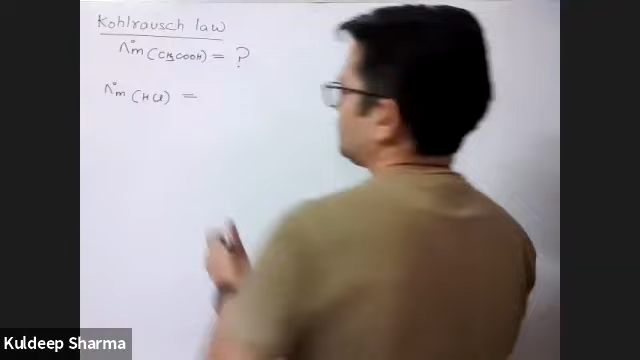 Kohlrausch law
Λ°m (CH3COOH) = ?
Λ°m (HCl) =
Kuldeep Sharma